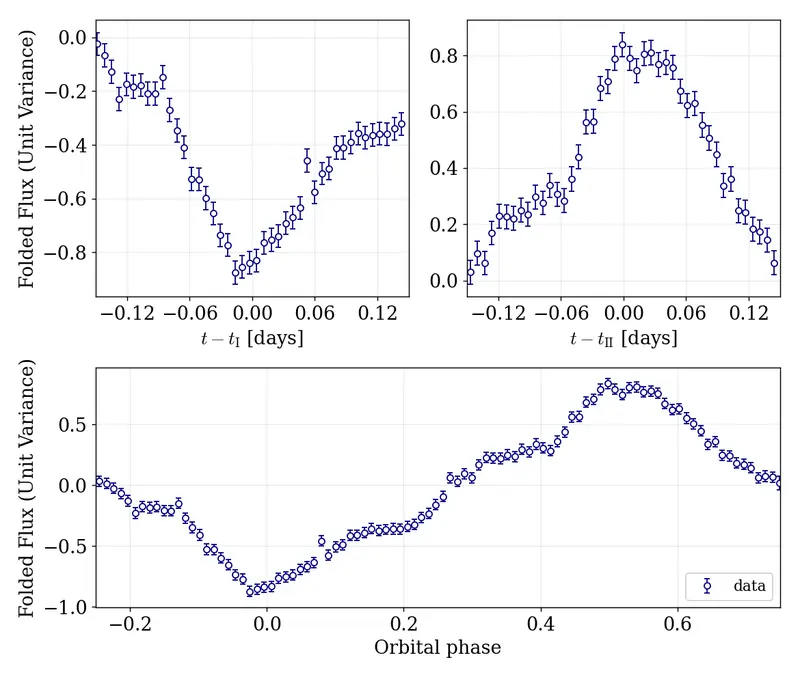 Folded Flux (Unit Variance)
0.0
−0.2
−0.4
−0.6
−0.8
−0.12 −0.06 0.00 0.06 0.12
t − tI [days]
0.8
0.6
0.4
0.2
0.0
−0.12 −0.06 0.00 0.06 0.12
t − tII [days]
Folded Flux (Unit Variance)
0.5
0.0
−0.5
−1.0
−0.2 0.0 0.2 0.4 0.6
Orbital phase
data